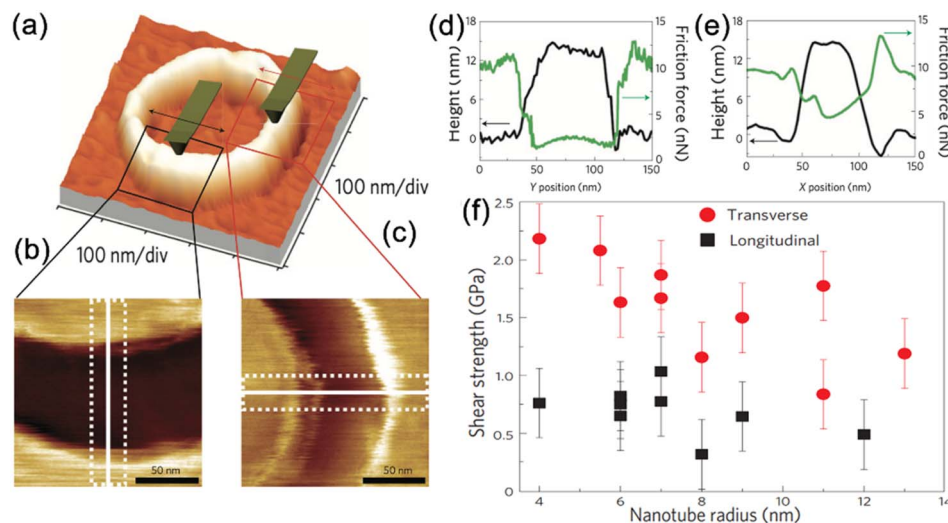 (a)
100 nm/div
100 nm/div
(b)
50 nm
(c)
50 nm
(d)
Height (nm)
18
12
6
0
Friction force (nN)
15
10
5
0
0 50 100 150
Y position (nm)
(e)
Height (nm)
18
12
6
0
Friction force (nN)
15
10
5
0
0 50 100 150
X position (nm)
(f)
Transverse
Longitudinal
Shear strength (GPa)
2.5
2.0
1.5
1.0
0.5
0
4 6 8 10 12 14
Nanotube radius (nm)